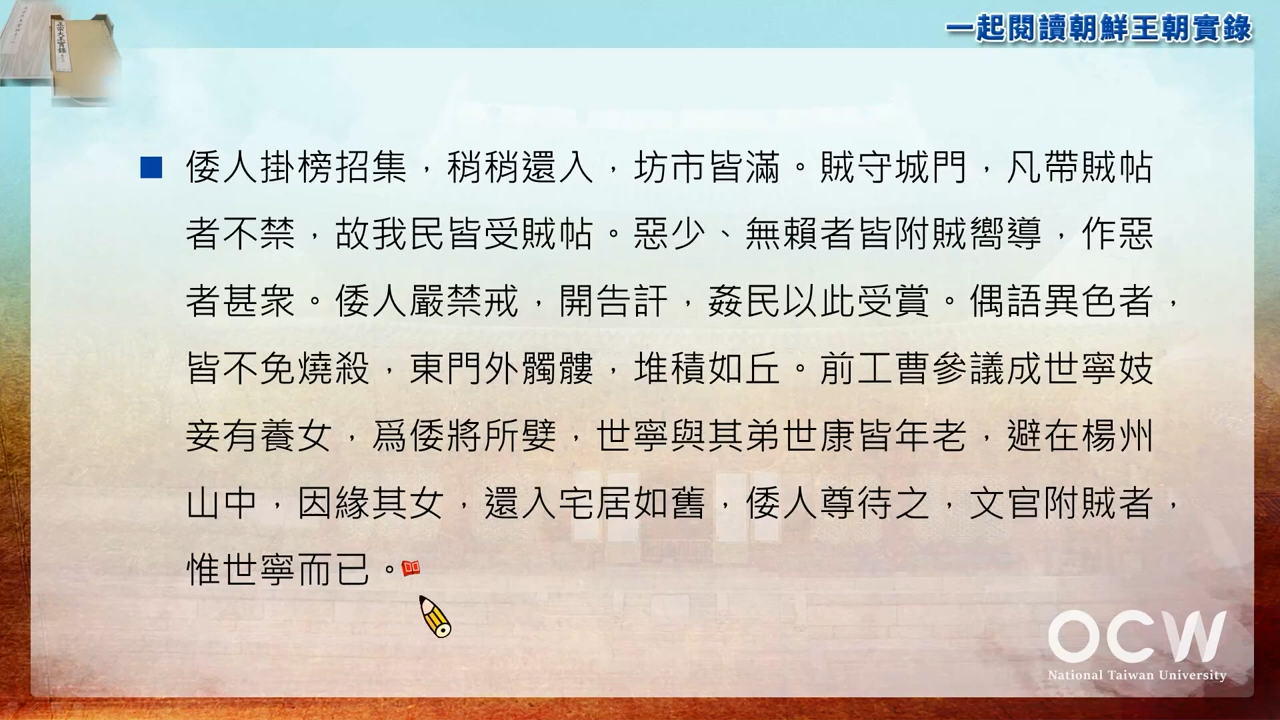 一起閱讀朝鮮王朝實錄
倭人掛榜招集，稍稍還入，坊市皆滿。賊守城門，凡帶賊帖
者不禁，故我民皆受賊帖。惡少、無賴者皆附賊嚮導，作惡
者甚衆。倭人嚴禁戒，開告訐，姦民以此受賞。偶語異色者，
皆不免燒殺，東門外髑髏，堆積如丘。前工曹參議成世寧妓
妾有養女，爲倭將所嬖，世寧與其弟世康皆年老，避在楊州
山中，因緣其女，還入宅居如舊，倭人尊待之，文官附賊者，
惟世寧而已。
OCW
National Taiwan University